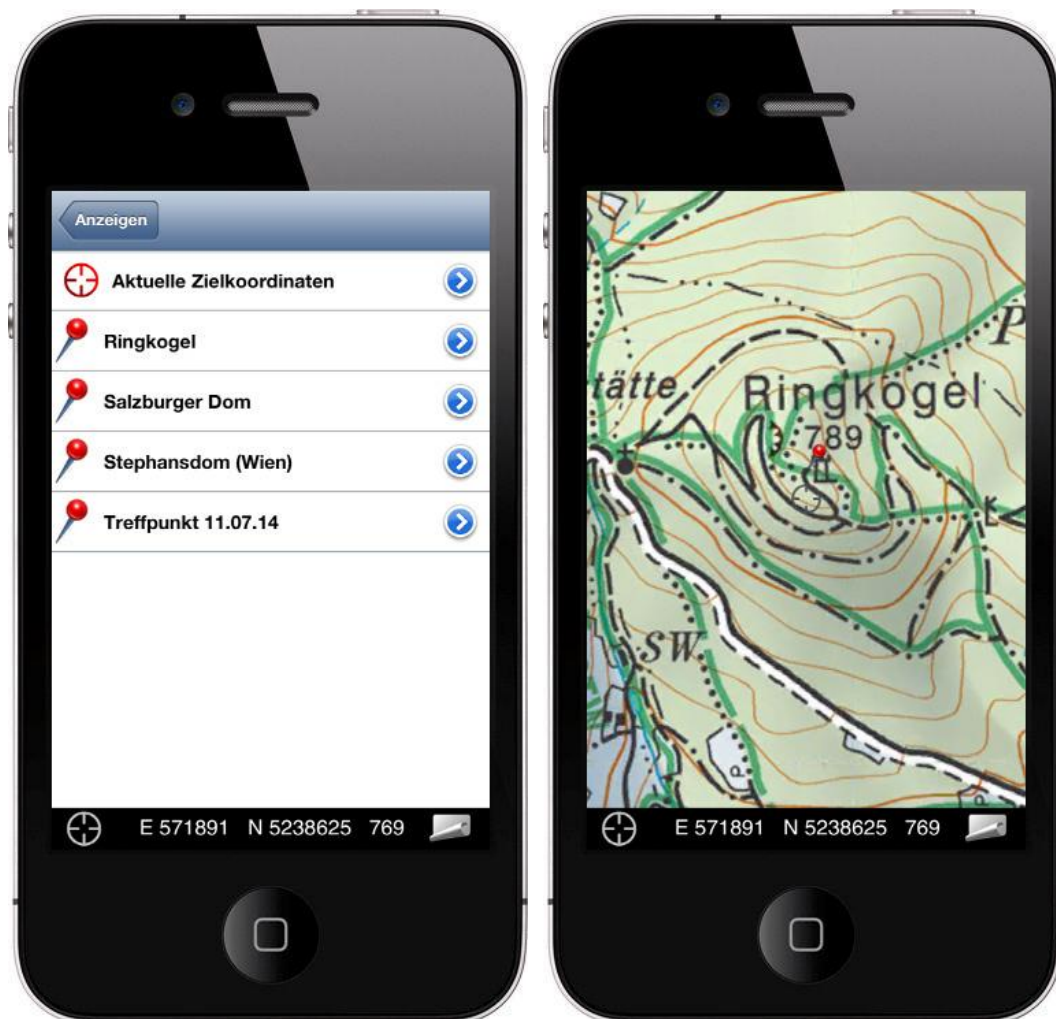 Anzeigen
Aktuelle Zielkoordinaten
Ringkogel
Salzburger Dom
Stephansdom (Wien)
Treffpunkt 11.07.14
E 571891 N 5238625 769
P
tätte
Ringkogel
789
SW
P
P
E 571891 N 5238625 769